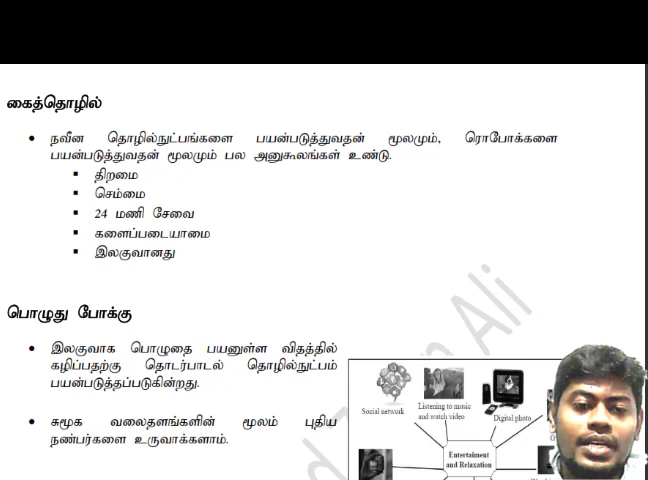 கைத்தொழில்
• நவீன தொழில்நுட்பங்களை பயன்படுத்துவதன் மூலமும், ரொபோக்களை
பயன்படுத்துவதன் மூலமும் பல அனுகூலங்கள் உண்டு.
▪ திறமை
▪ செம்மை
▪ 24 மணி சேவை
▪ களைப்படையாமை
▪ இலகுவானது
பொழுது போக்கு
• இலகுவாக பொழுதை பயனுள்ள விதத்தில்
கழிப்பதற்கு தொடர்பாடல் தொழில்நுட்பம்
பயன்படுத்தப்படுகின்றது.
• சமூக வலைதளங்களின் மூலம் புதிய
நண்பர்களை உருவாக்களாம்.
Social network
Listening to music
and watch video
Digital photo
Entertaiment
and Relaxation
Ali